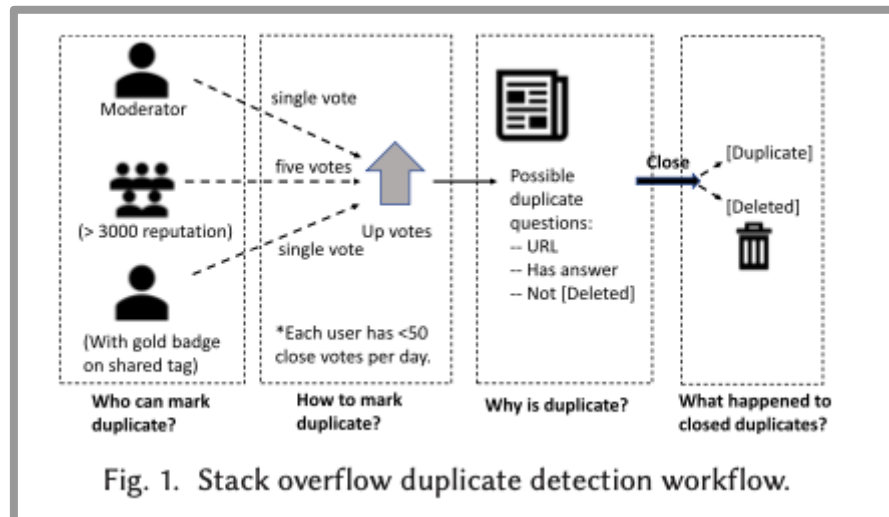 Moderator
(> 3000 reputation)
(With gold badge
on shared tag)
Who can mark
duplicate?
single vote
five votes
single vote
Up votes
*Each user has <50
close votes per day.
How to mark
duplicate?
Possible
duplicate
questions:
-- URL
-- Has answer
-- Not [Deleted]
Why is duplicate?
Close
[Duplicate]
[Deleted]
What happened to
closed duplicates?
Fig. 1. Stack overflow duplicate detection workflow.